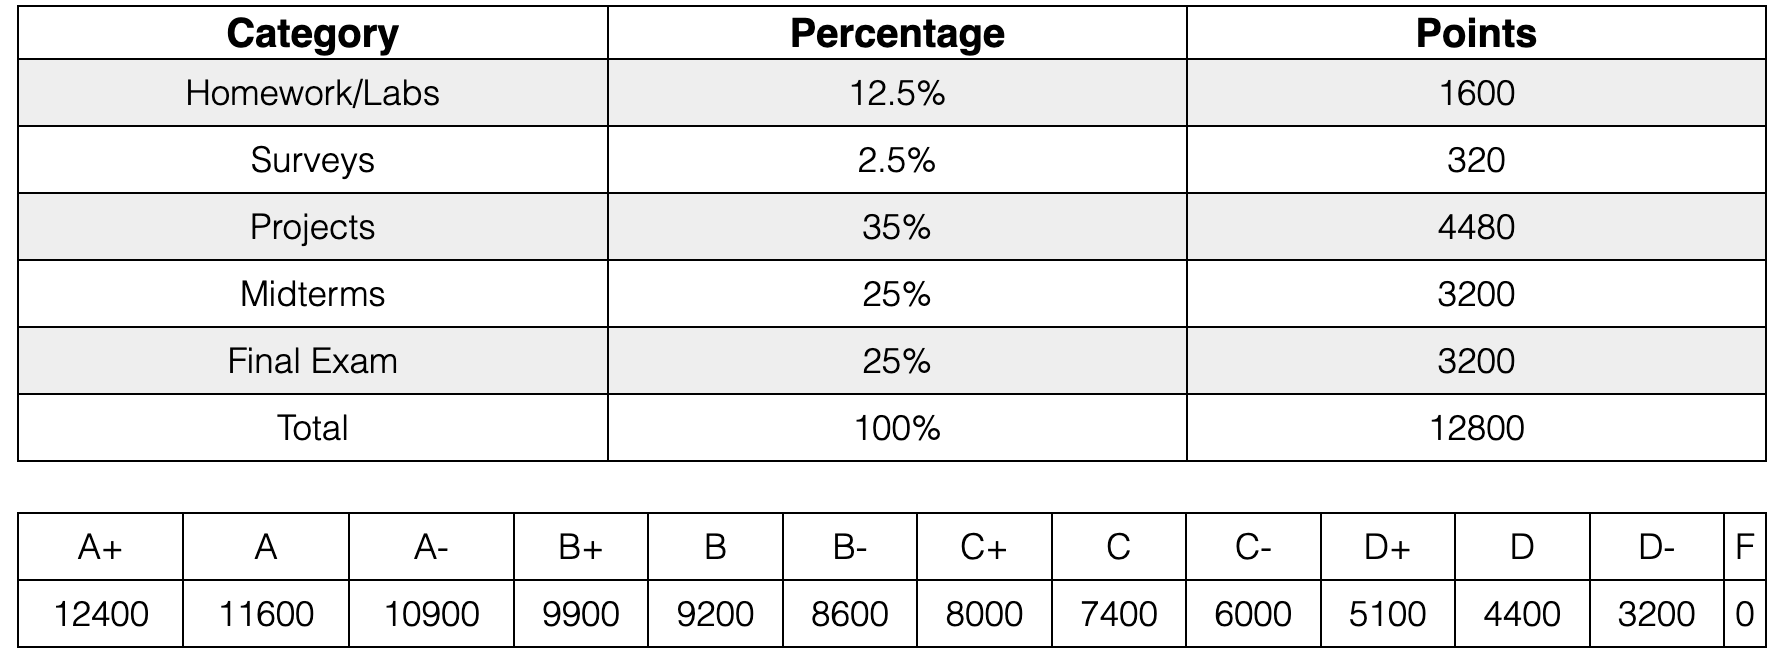 Category Percentage Points
Homework/Labs 12.5% 1600
Surveys 2.5% 320
Projects 35% 4480
Midterms 25% 3200
Final Exam 25% 3200
Total 100% 12800
A+ A A- B+ B B- C+ C C- D+ D D- F
12400 11600 10900 9900 9200 8600 8000 7400 6000 5100 4400 3200 0